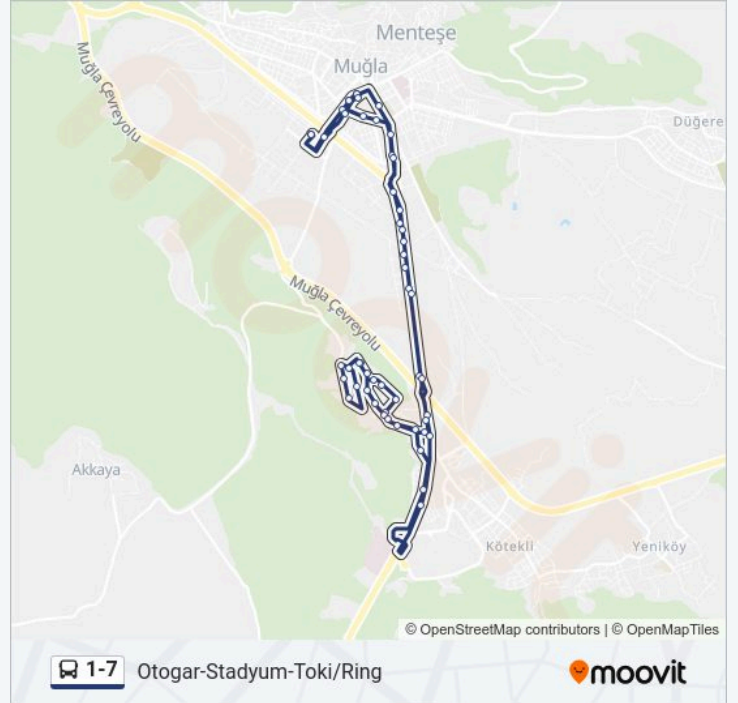 Menteşe
Muğla
Muğla Çevreyolu
Düğere
Muğla Çevreyolu
Akkaya
Kötekli
Yeniköy
moovit
© OpenStreetMap contributors | © OpenMapTiles
1-7 Otogar-Stadyum-Toki/Ring
moovit